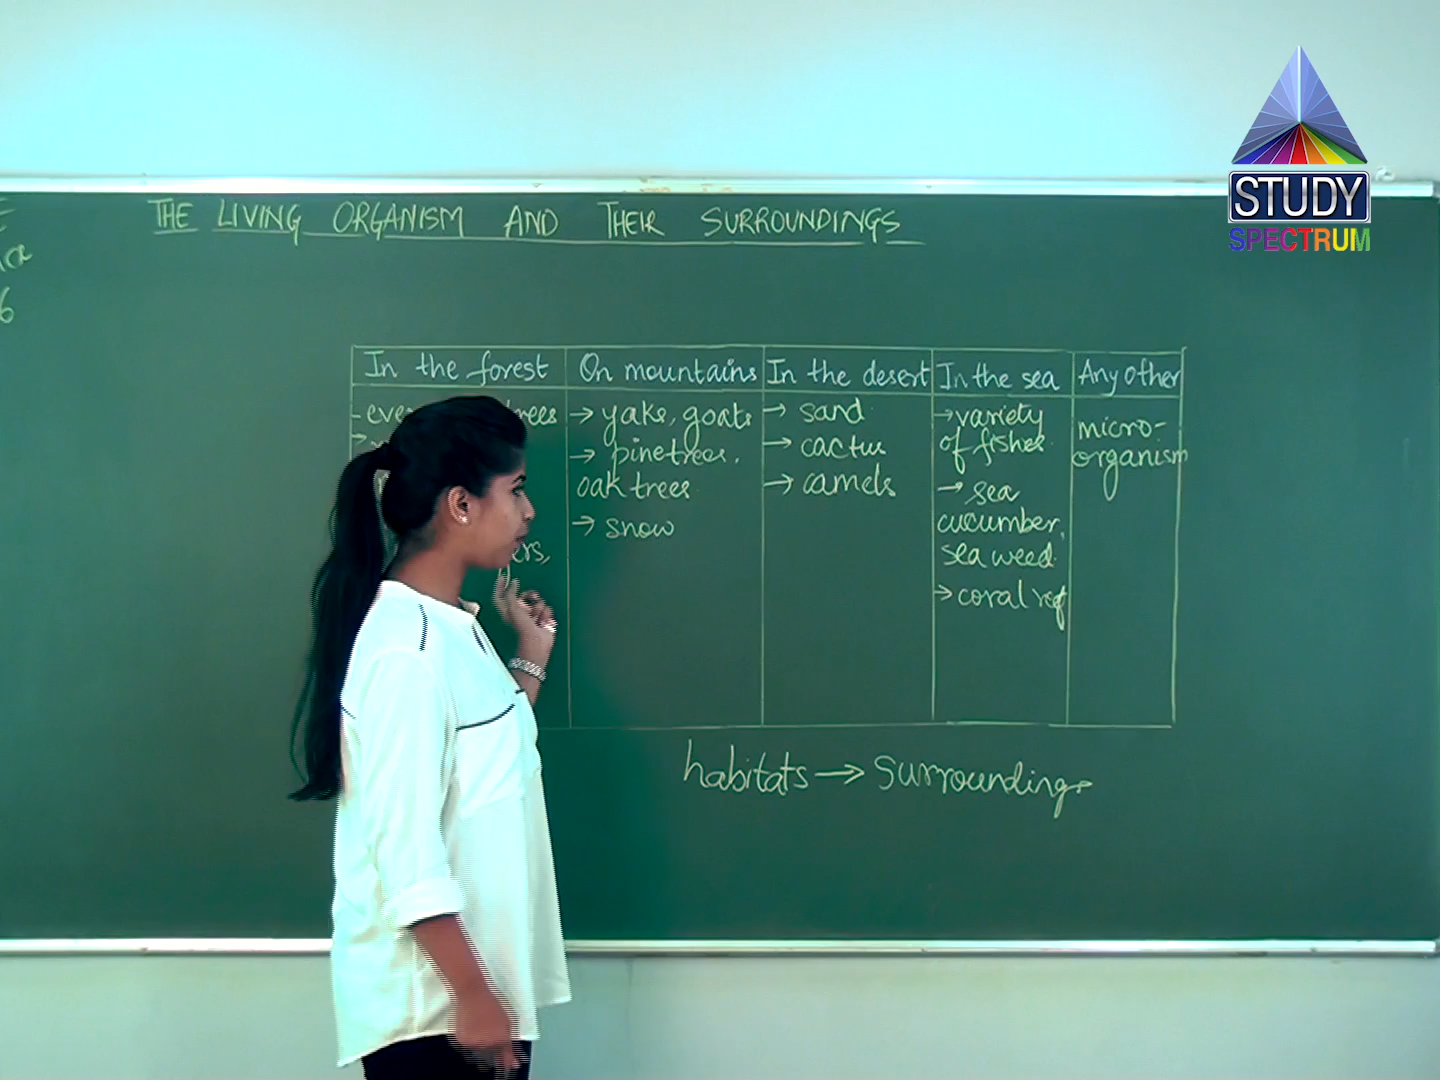 STUDY
SPECTRUM
THE LIVING ORGANISM AND THEIR SURROUNDINGS
6
In the forest
On mountains
In the desert
In the sea
Any other
trees
→ yaks, goats
→ pinetrees,
oak trees
→ snow
→ sand
→ cactus
→ camels
→ variety
of fishes
→ sea
cucumber,
sea weed
→ coral reef
micro-
organism
habitats → Surroundings